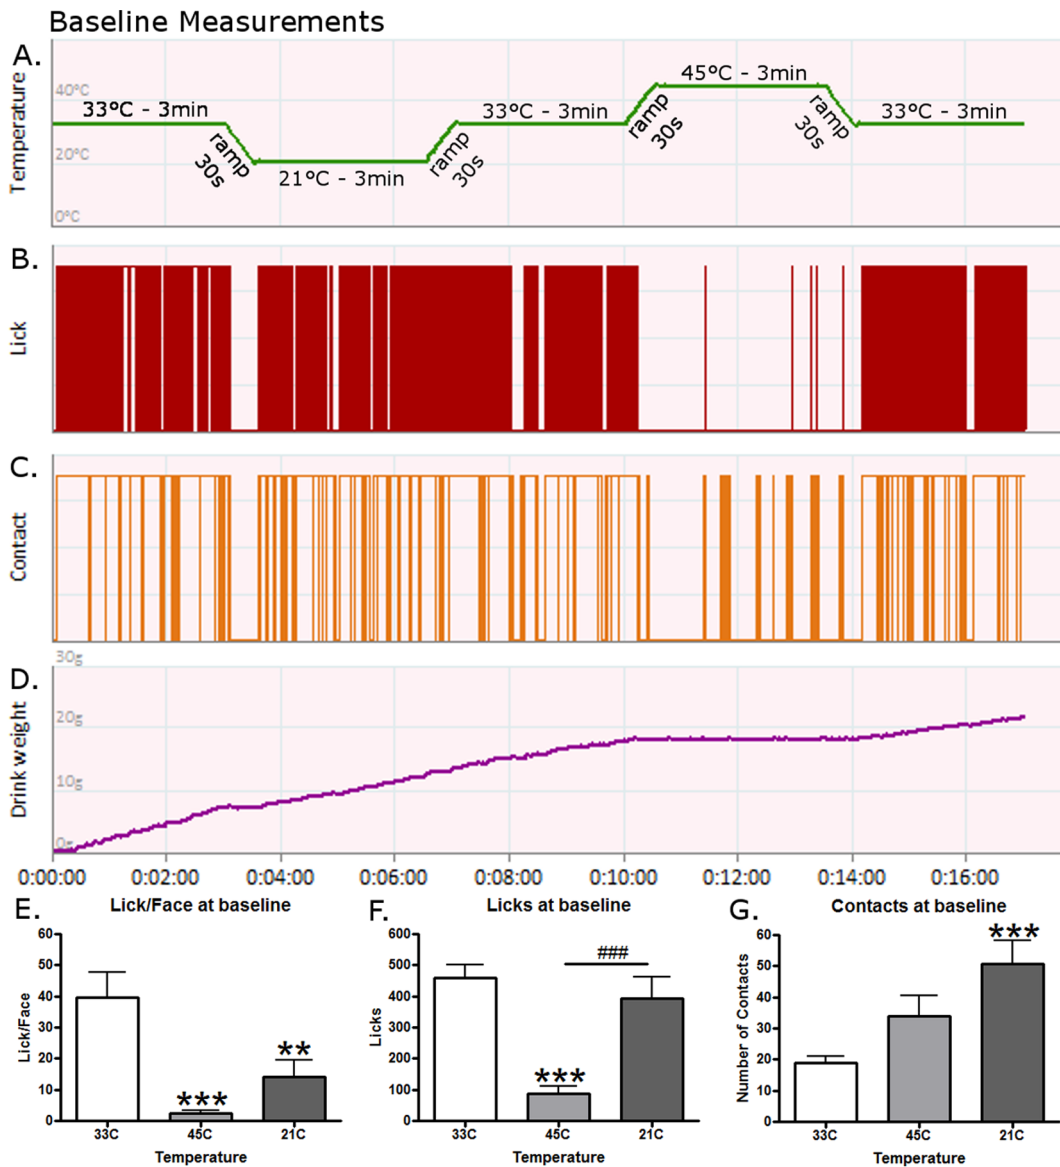 Baseline Measurements
A.
Temperature
40°C
20°C
0°C
33ºC - 3min
ramp
30s
21ºC - 3min
ramp
30s
33ºC - 3min
ramp
30s
45ºC - 3min
ramp
30s
33ºC - 3min
B.
Lick
C.
Contact
D.
Drink weight
30g
20g
10g
0g
0:00:00 0:02:00 0:04:00 0:06:00 0:08:00 0:10:00 0:12:00 0:14:00 0:16:00
E.
Lick/Face at baseline
Lick/Face
60
50
40
30
20
10
0
***
**
33C 45C 21C
Temperature
F.
Licks at baseline
Licks
600
500
400
300
200
100
0
***
###
33C 45C 21C
Temperature
G.
Contacts at baseline
Number of Contacts
60
50
40
30
20
10
0
***
33C 45C 21C
Temperature